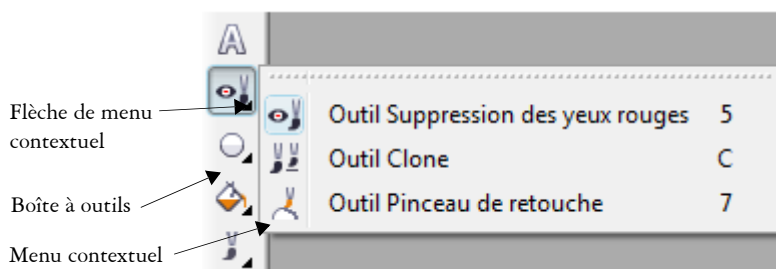 A
Flèche de menu
contextuel
Outil Suppression des yeux rouges 5
Outil Clone C
Outil Pinceau de retouche 7
Boîte à outils
Menu contextuel